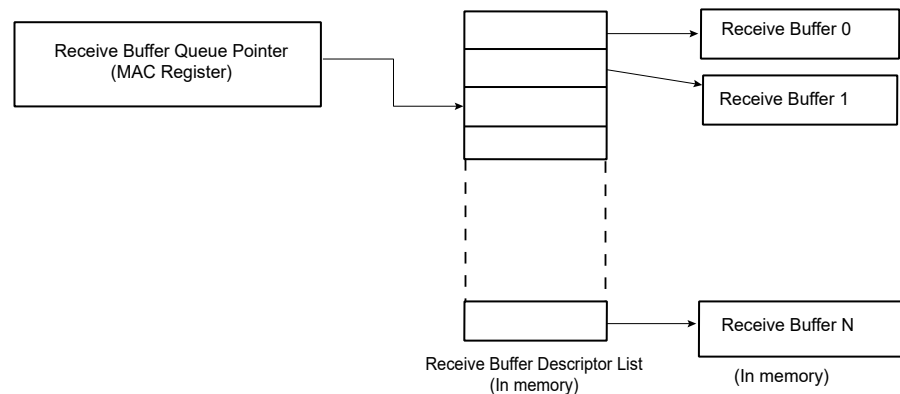 Receive Buffer Queue Pointer
(MAC Register)
Receive Buffer 0
Receive Buffer 1
Receive Buffer N
Receive Buffer Descriptor List
(In memory)
(In memory)